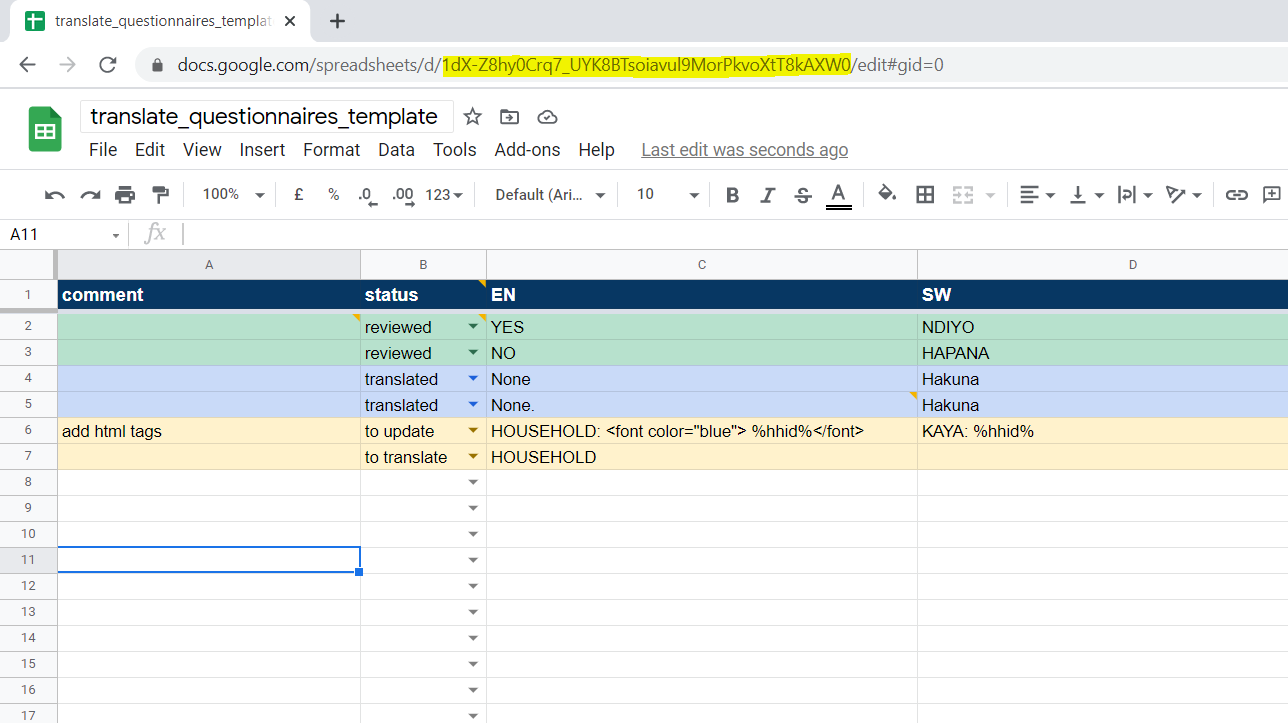 translate_questionnaires_templat
docs.google.com/spreadsheets/d/1dX-Z8hy0Crq7_UYK8BTsoiavul9MorPkvoXtT8kAXW0/edit#gid=0
translate_questionnaires_template
File Edit View Insert Format Data Tools Add-ons Help Last edit was seconds ago
100% £ % .0 .00 123 Default (Ari... 10 B I S A
A11 fx
A B C D
1 comment status EN SW
2 reviewed YES NDIYO
3 reviewed NO HAPANA
4 translated None Hakuna
5 translated None. Hakuna
6 add html tags to update HOUSEHOLD: <font color="blue"> %hhid%</font> KAYA: %hhid%
7 to translate HOUSEHOLD
8
9
10
11
12
13
14
15
16
17